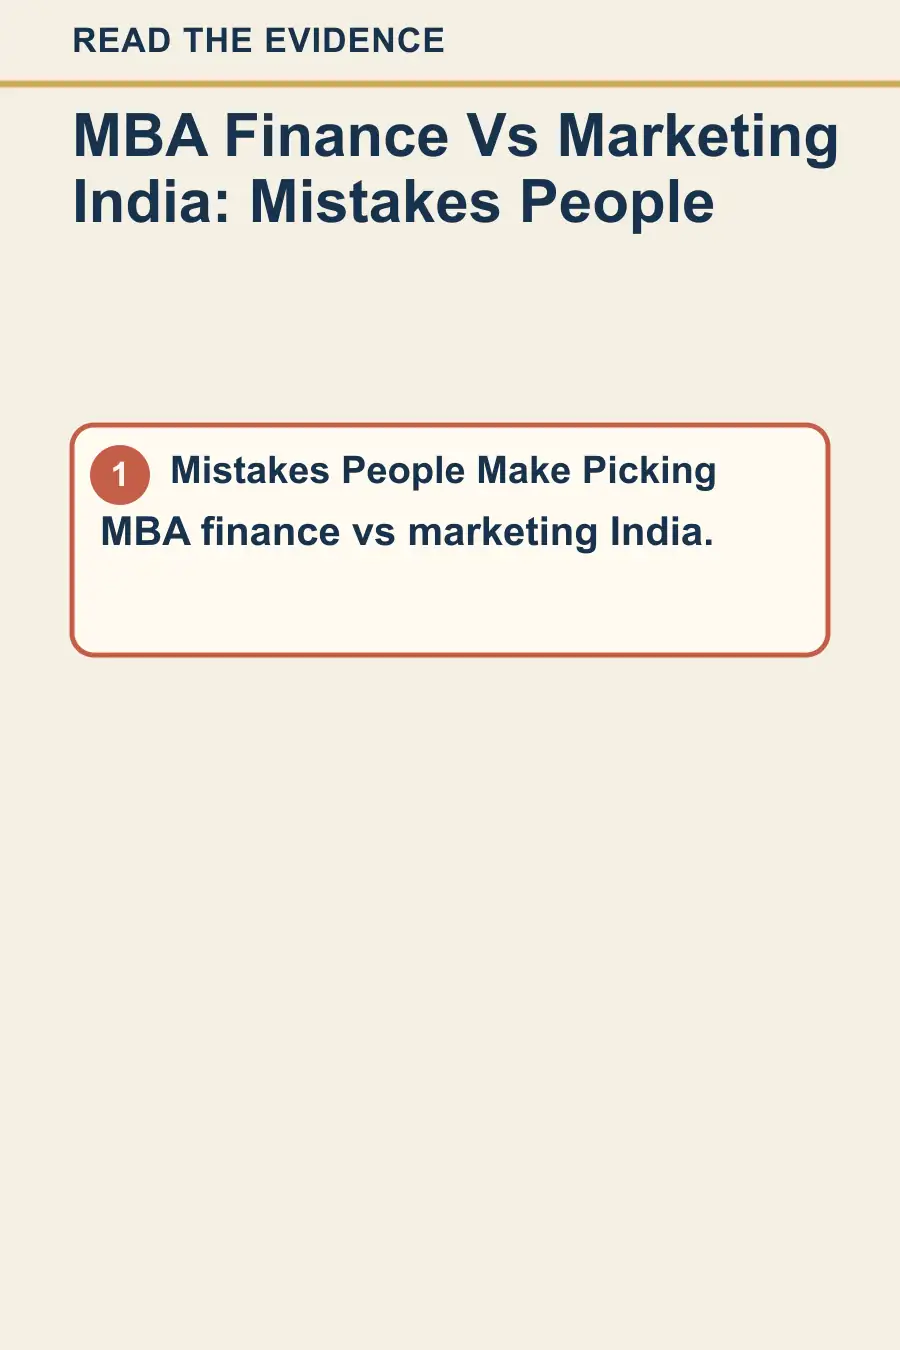 READ THE EVIDENCE
MBA Finance Vs Marketing
India: Mistakes People
1 Mistakes People Make Picking
MBA finance vs marketing India.